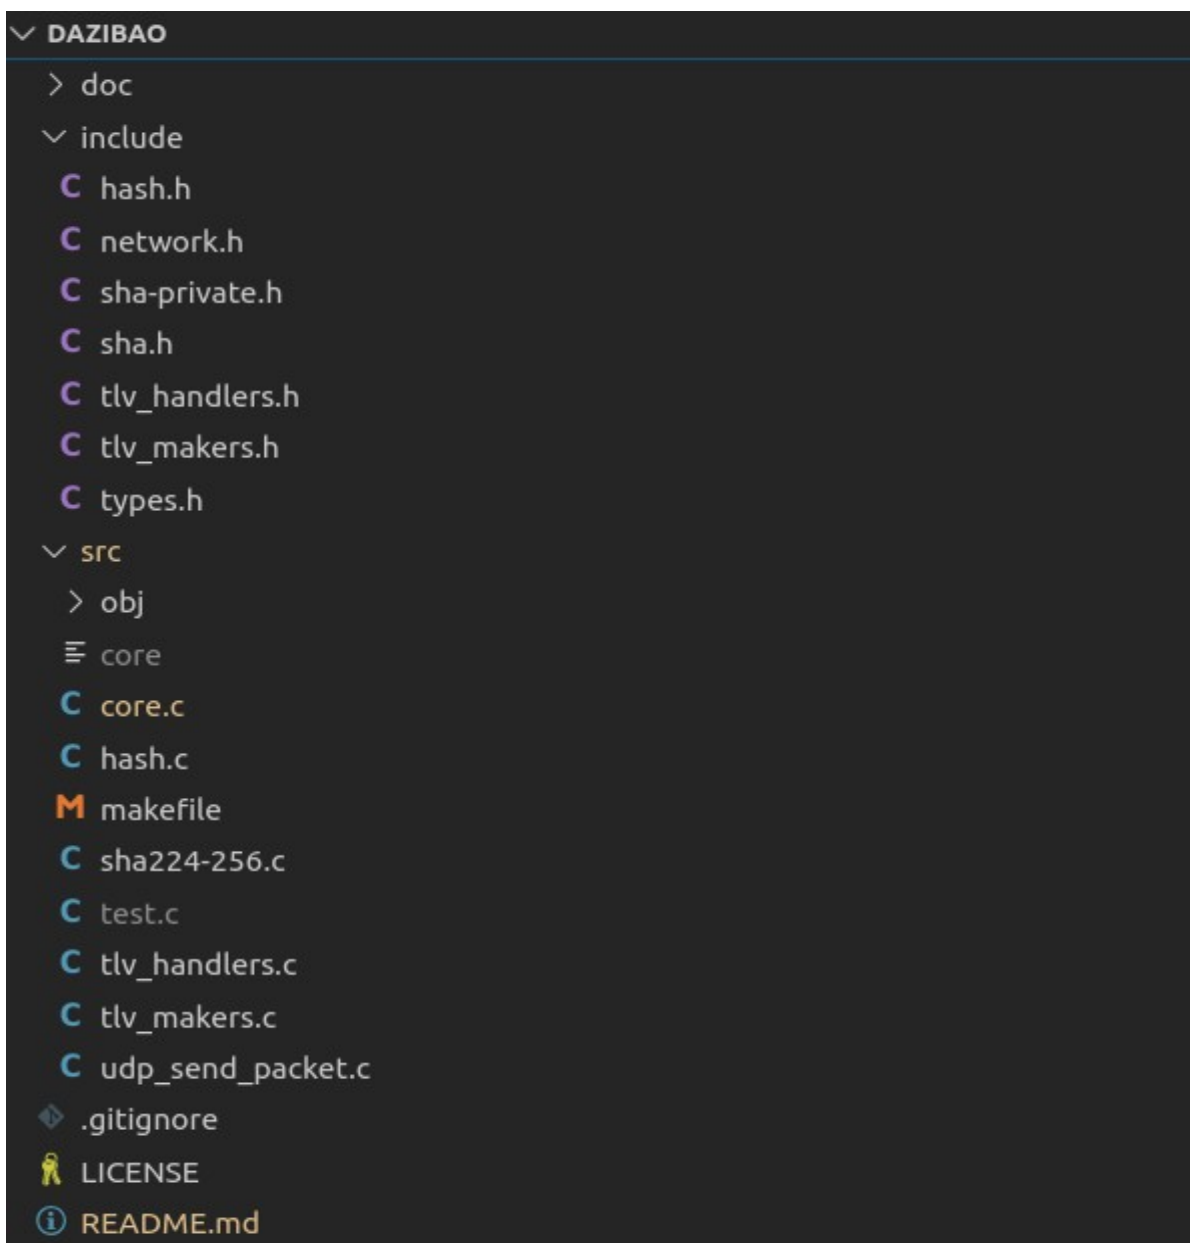 DAZIBAO
doc
include
C hash.h
C network.h
C sha-private.h
C sha.h
C tlv_handlers.h
C tlv_makers.h
C types.h
src
obj
core
C core.c
C hash.c
M makefile
C sha224-256.c
C test.c
C tlv_handlers.c
C tlv_makers.c
C udp_send_packet.c
.gitignore
LICENSE
README.md